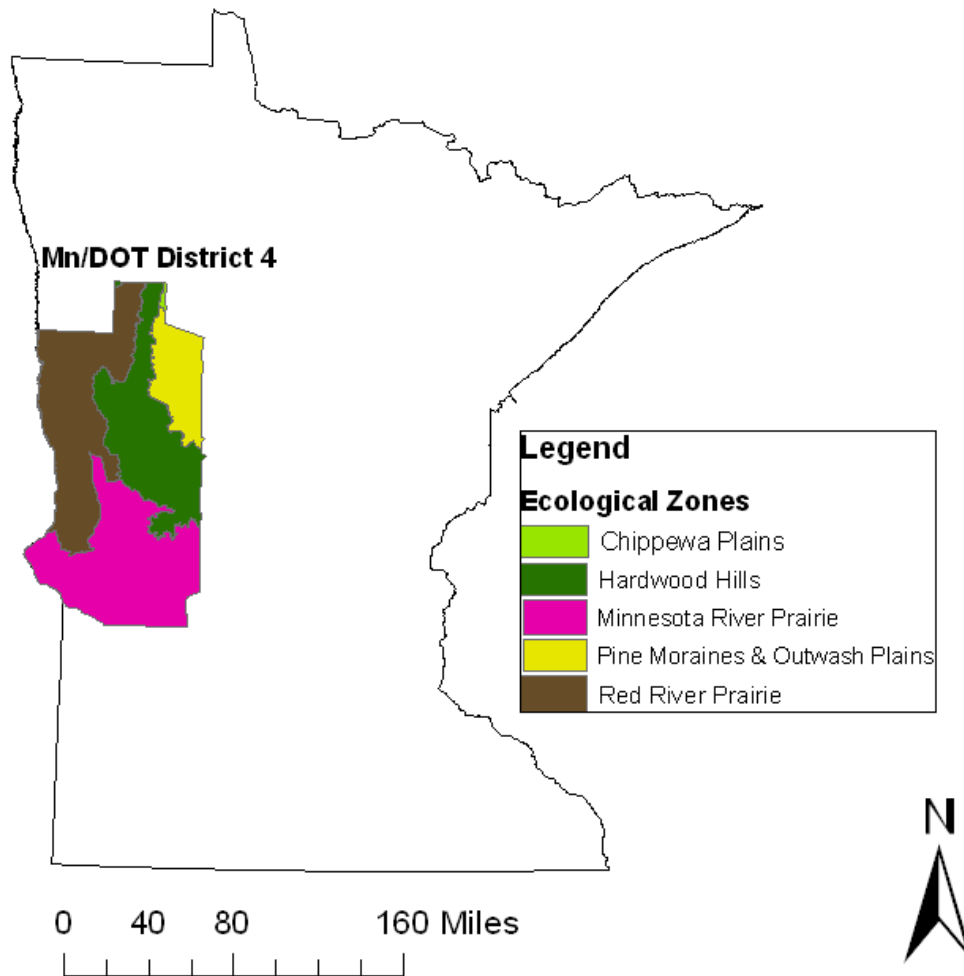 Mn/DOT District 4
Legend
Ecological Zones
Chippewa Plains
Hardwood Hills
Minnesota River Prairie
Pine Moraines & Outwash Plains
Red River Prairie
N
0 40 80 160 Miles